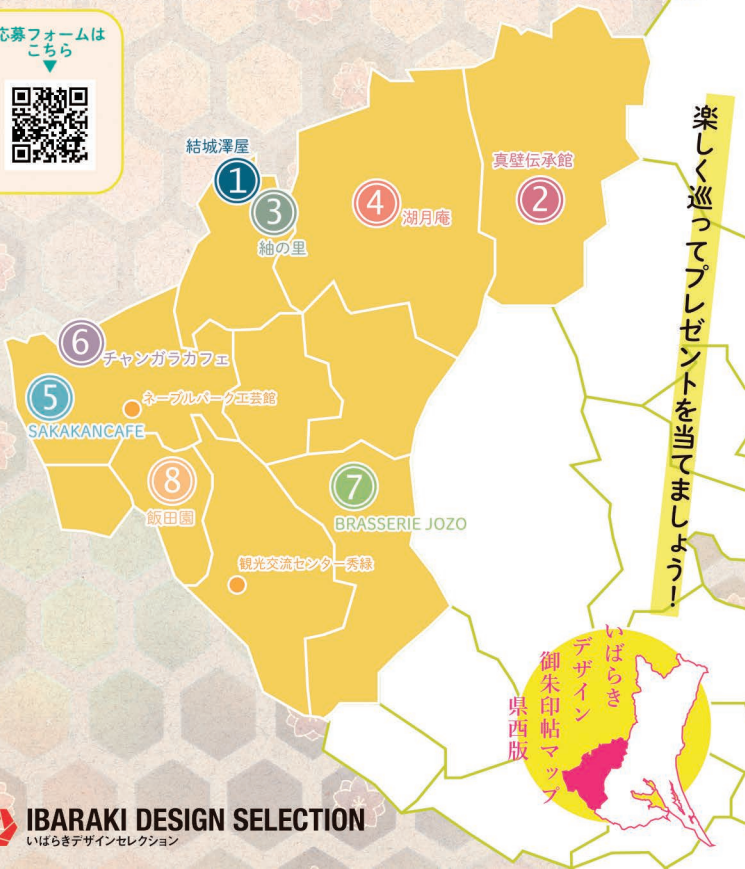 応募フォームは
こちら
▼
楽しく巡ってプレゼントを当てましょう！
結城澤屋
1
真壁伝承館
2
3
紬の里
4
湖月庵
6
チャンガラカフェ
5
SAKAKANCAFE
ネーブルパーク工芸館
8
飯田園
7
BRASSERIE JOZO
観光交流センター秀緑
いばらき
デザイン
御朱印帖マップ
県西版
IBARAKI DESIGN SELECTION
いばらきデザインセレクション